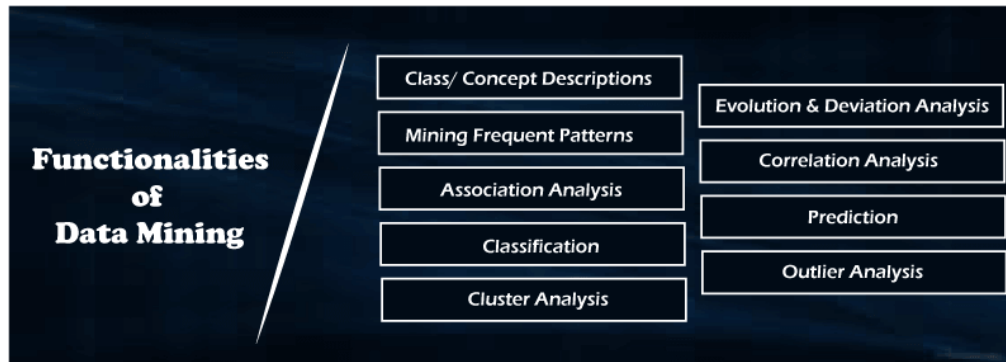 Functionalities
of
Data Mining
Class/ Concept Descriptions
Mining Frequent Patterns
Association Analysis
Classification
Cluster Analysis
Evolution & Deviation Analysis
Correlation Analysis
Prediction
Outlier Analysis